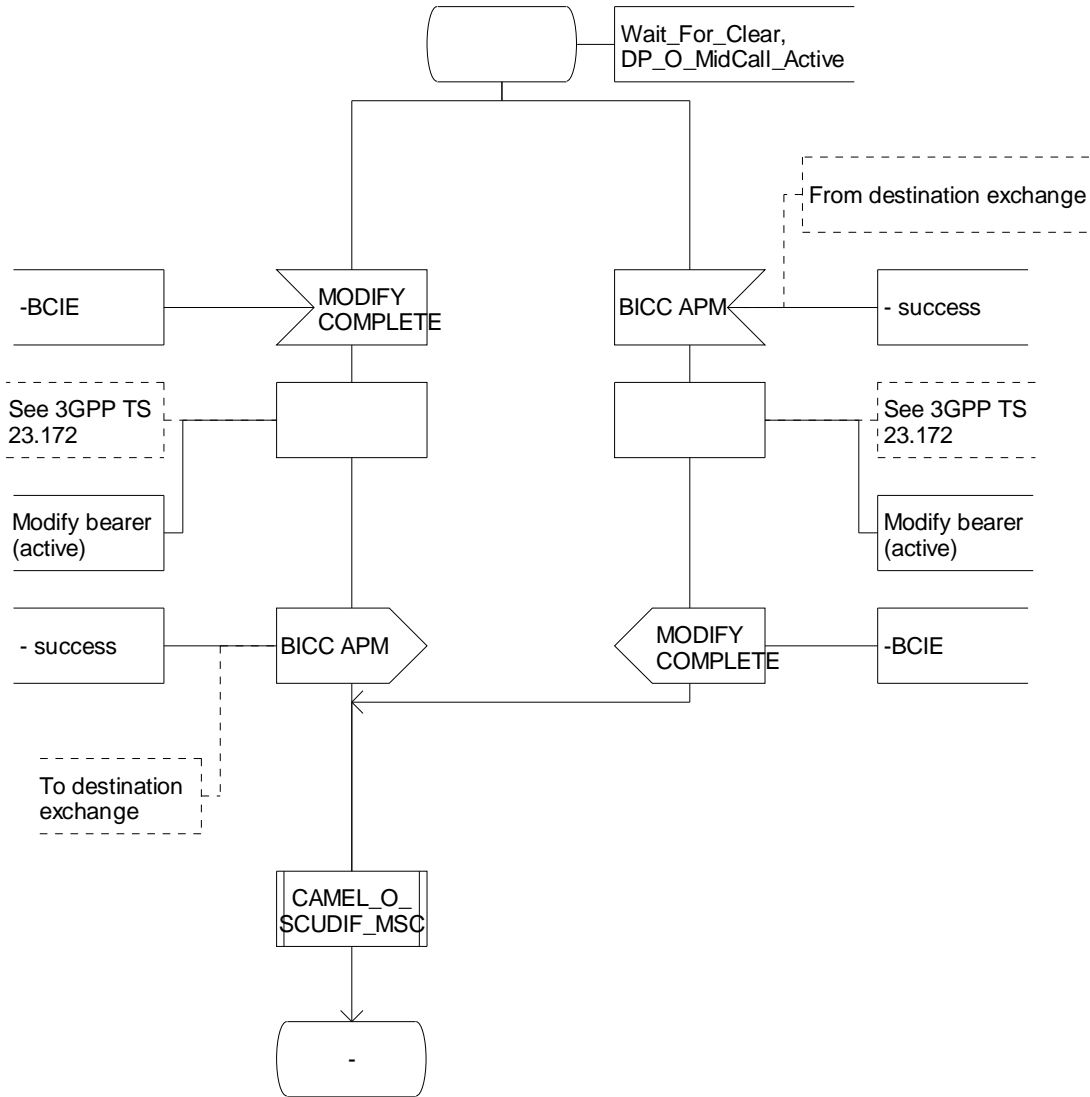 Wait_For_Clear,
DP_O_MidCall_Active
From destination exchange
-BCIE
MODIFY
COMPLETE
BICC APM
- success
See 3GPP TS
23.172
See 3GPP TS
23.172
Modify bearer
(active)
Modify bearer
(active)
- success
BICC APM
MODIFY
COMPLETE
-BCIE
To destination
exchange
CAMEL_O_
SCUDIF_MSC
-